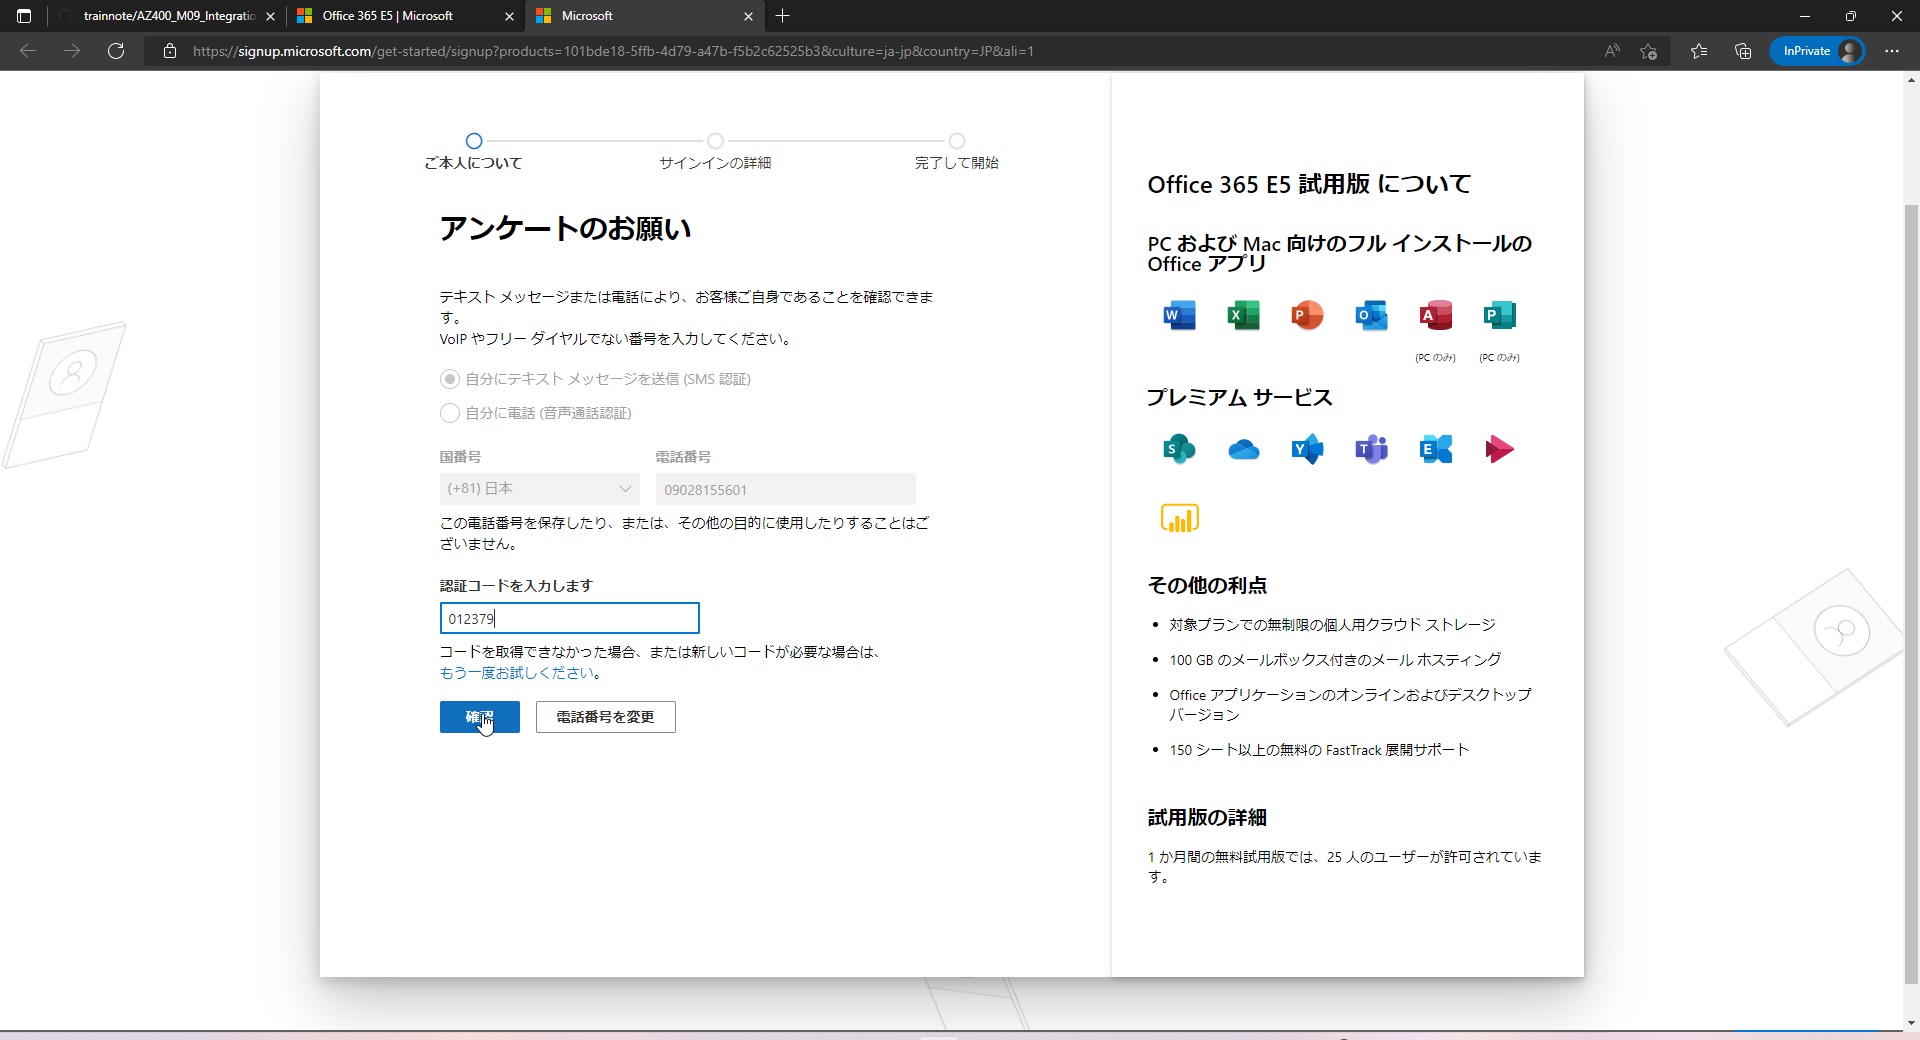 trainnote/AZ400_M09_Integratio
Office 365 E5 | Microsoft
Microsoft
https://signup.microsoft.com/get-started/signup?products=101bde18-5ffb-4d79-a47b-f5b2c62525b3&culture=ja-jp&country=JP&ali=1
InPrivate
ご本人について
サインインの詳細
完了して開始
アンケートのお願い
テキスト メッセージまたは電話により、お客様ご自身であることを確認できま
す。
VoIP やフリー ダイヤルでない番号を入力してください。
自分にテキスト メッセージを送信 (SMS 認証)
自分に電話 (音声通話認証)
国番号
電話番号
(+81) 日本
09028155601
この電話番号を保存したり、または、その他の目的に使用したりすることはご
ざいません。
認証コードを入力します
012379
コードを取得できなかった場合、または新しいコードが必要な場合は、
もう一度お試しください。
確認
電話番号を変更
Office 365 E5 試用版 について
PC および Mac 向けのフル インストールの
Office アプリ
W X P O A P
(PC のみ)
(PC のみ)
プレミアム サービス
S Y T E
その他の利点
• 対象プランでの無制限の個人用クラウド ストレージ
• 100 GB のメールボックス付きのメール ホスティング
• Office アプリケーションのオンラインおよびデスクトップ
バージョン
• 150 シート以上の無料の FastTrack 展開サポート
試用版の詳細
1 か月間の無料試用版では、25 人のユーザーが許可されていま
す。